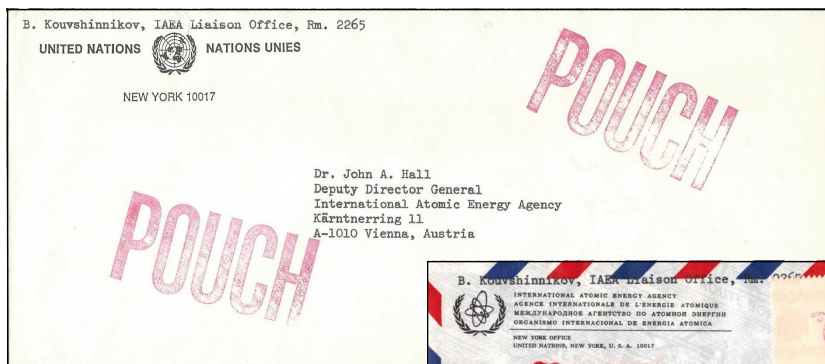 B. Kouvshinnikov, IAEA Liaison Office, Rm. 2265
UNITED NATIONS NATIONS UNIES
NEW YORK 10017
POUCH
Dr. John A. Hall
Deputy Director General
International Atomic Energy Agency
Kärntnerring 11
A-1010 Vienna, Austria
POUCH
B. Kouvshinnikov, IAEA Liaison Office, Rm. 2265
INTERNATIONAL ATOMIC ENERGY AGENCY
AGENCE INTERNATIONALE DE L'ENERGIE ATOMIQUE
МЕЖДУНАРОДНОЕ АГЕНТСТВО ПО АТОМНОЙ ЭНЕРГИИ
ORGANISMO INTERNACIONAL DE ENERGIA ATOMICA
NEW YORK OFFICE
UNITED NATIONS, NEW YORK, U. S. A. 10017